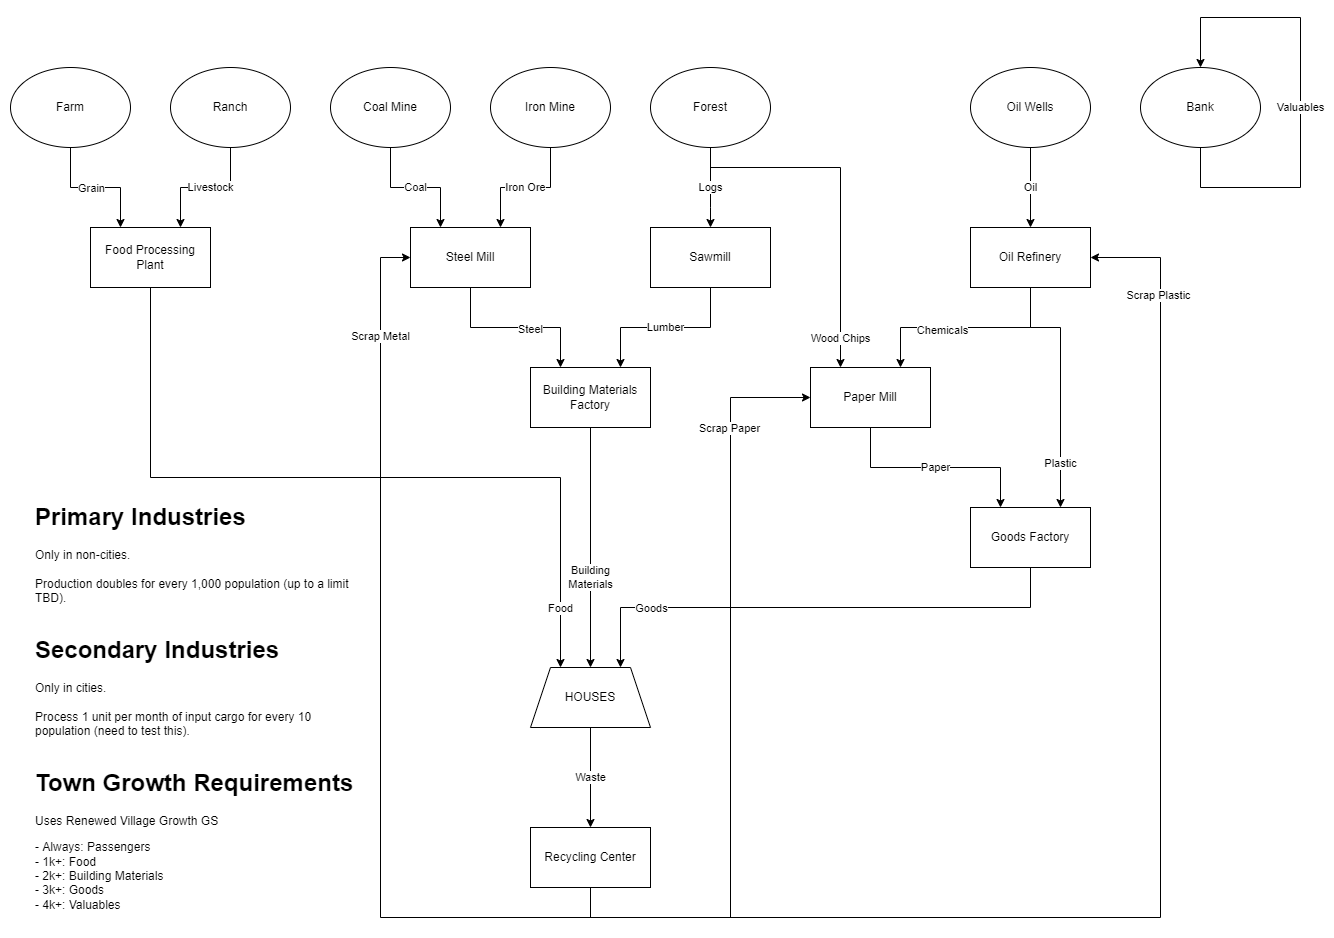 Farm
Ranch
Coal Mine
Iron Mine
Forest
Oil Wells
Bank
Valuables
Grain
Livestock
Coal
Iron Ore
Logs
Oil
Food Processing
Plant
Steel Mill
Sawmill
Oil Refinery
Scrap Plastic
Scrap Metal
Steel
Lumber
Wood Chips
Chemicals
Building Materials
Factory
Paper Mill
Scrap Paper
Paper
Plastic
Goods Factory
Primary Industries
Only in non-cities.
Production doubles for every 1,000 population (up to a limit
TBD).
Building
Materials
Food
Goods
Secondary Industries
Only in cities.
Process 1 unit per month of input cargo for every 10
population (need to test this).
HOUSES
Waste
Town Growth Requirements
Uses Renewed Village Growth GS
- Always: Passengers
- 1k+: Food
- 2k+: Building Materials
- 3k+: Goods
- 4k+: Valuables
Recycling Center